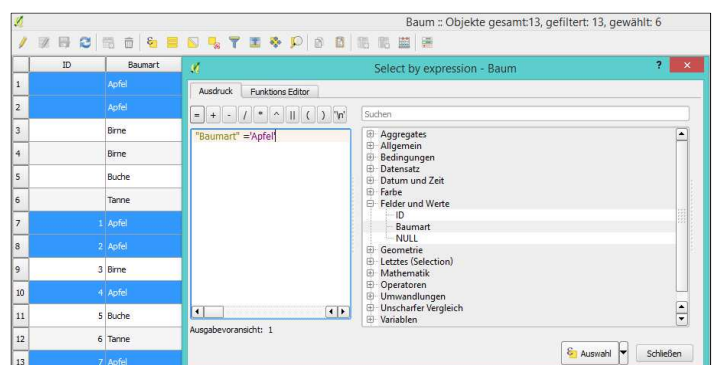 Baum :: Objekte gesamt:13, gefiltert: 13, gewählt: 6
ID Baumart
1 Apfel
2 Apfel
3 Birne
4 Birne
5 Buche
6 Tanne
7 1 Apfel
8 2 Apfel
9 3 Birne
10 4 Apfel
11 5 Buche
12 6 Tanne
13 7 Apfel
Select by expression - Baum
? ×
Ausdruck Funktions Editor
= + - / * ^ || ( ) '\n'
Suchen
"Baumart" ='Apfel'
Aggregates
Allgemein
Bedingungen
Datensatz
Datum und Zeit
Farbe
Felder und Werte
ID
Baumart
NULL
Geometrie
Letztes (Selection)
Mathematik
Operatoren
Umwandlungen
Unscharfer Vergleich
Variablen
Ausgabevoransicht: 1
Auswahl
Schließen